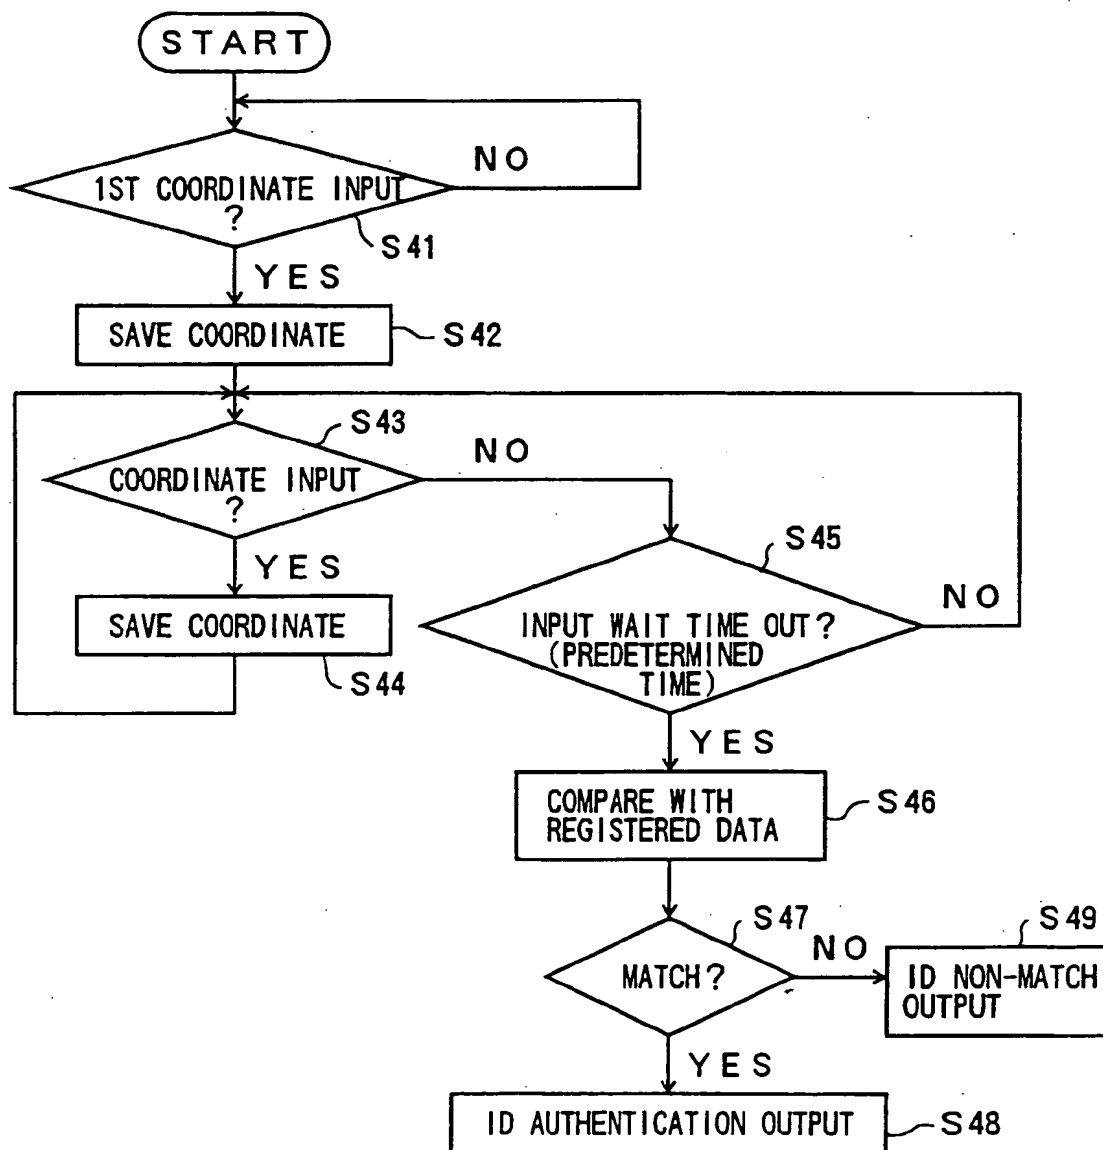 START
NO
1ST COORDINATE INPUT
?
S41
YES
SAVE COORDINATE
S42
S43
NO
COORDINATE INPUT
?
YES
SAVE COORDINATE
S44
S45
NO
INPUT WAIT TIME OUT?
(PREDETERMINED
TIME)
YES
COMPARE WITH
REGISTERED DATA
S46
S47
NO
S49
MATCH?
ID NON-MATCH
OUTPUT
YES
ID AUTHENTICATION OUTPUT
S48